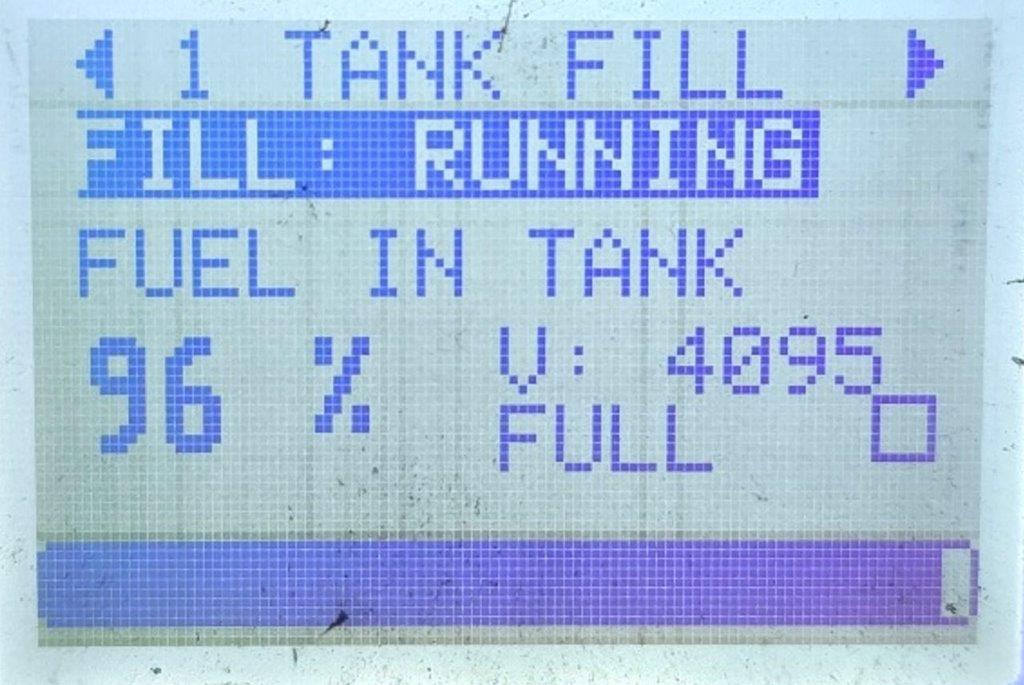 1 TANK FILL
FILL: RUNNING
FUEL IN TANK
96 % V: 4095
FULL